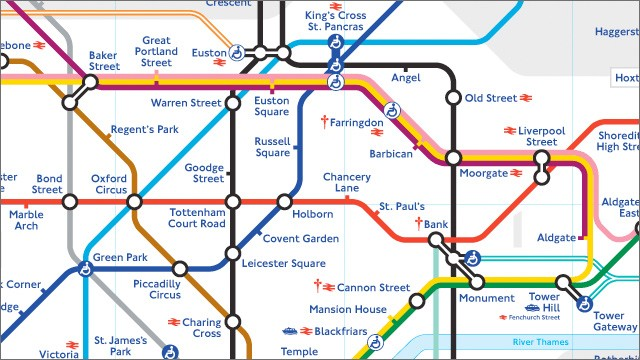 Crescent
King's Cross
St. Pancras
ebone
Euston
Haggerst
Great
Portland
Street
Baker
Street
Angel
Hoxt
Warren Street
Euston
Square
Old Street
Farringdon
Regent's Park
Liverpool
Street
Shoredi
High Stre
Russell
Square
Barbican
Moorgate
Goodge
Street
Chancery
Lane
ster
Bond
Street
Oxford
Circus
Marble
Arch
Tottenham
Court Road
Holborn
St. Paul's
Bank
Aldgate
East
Aldgate
Covent Garden
Green Park
Leicester Square
k Corner
Piccadilly
Circus
Cannon Street
Monument
Tower
Hill
Fenchurch Street
Tower
Gateway
dge
Mansion House
Charing
Cross
Blackfriars
Victoria
St. James's
Park
Temple
River Thames